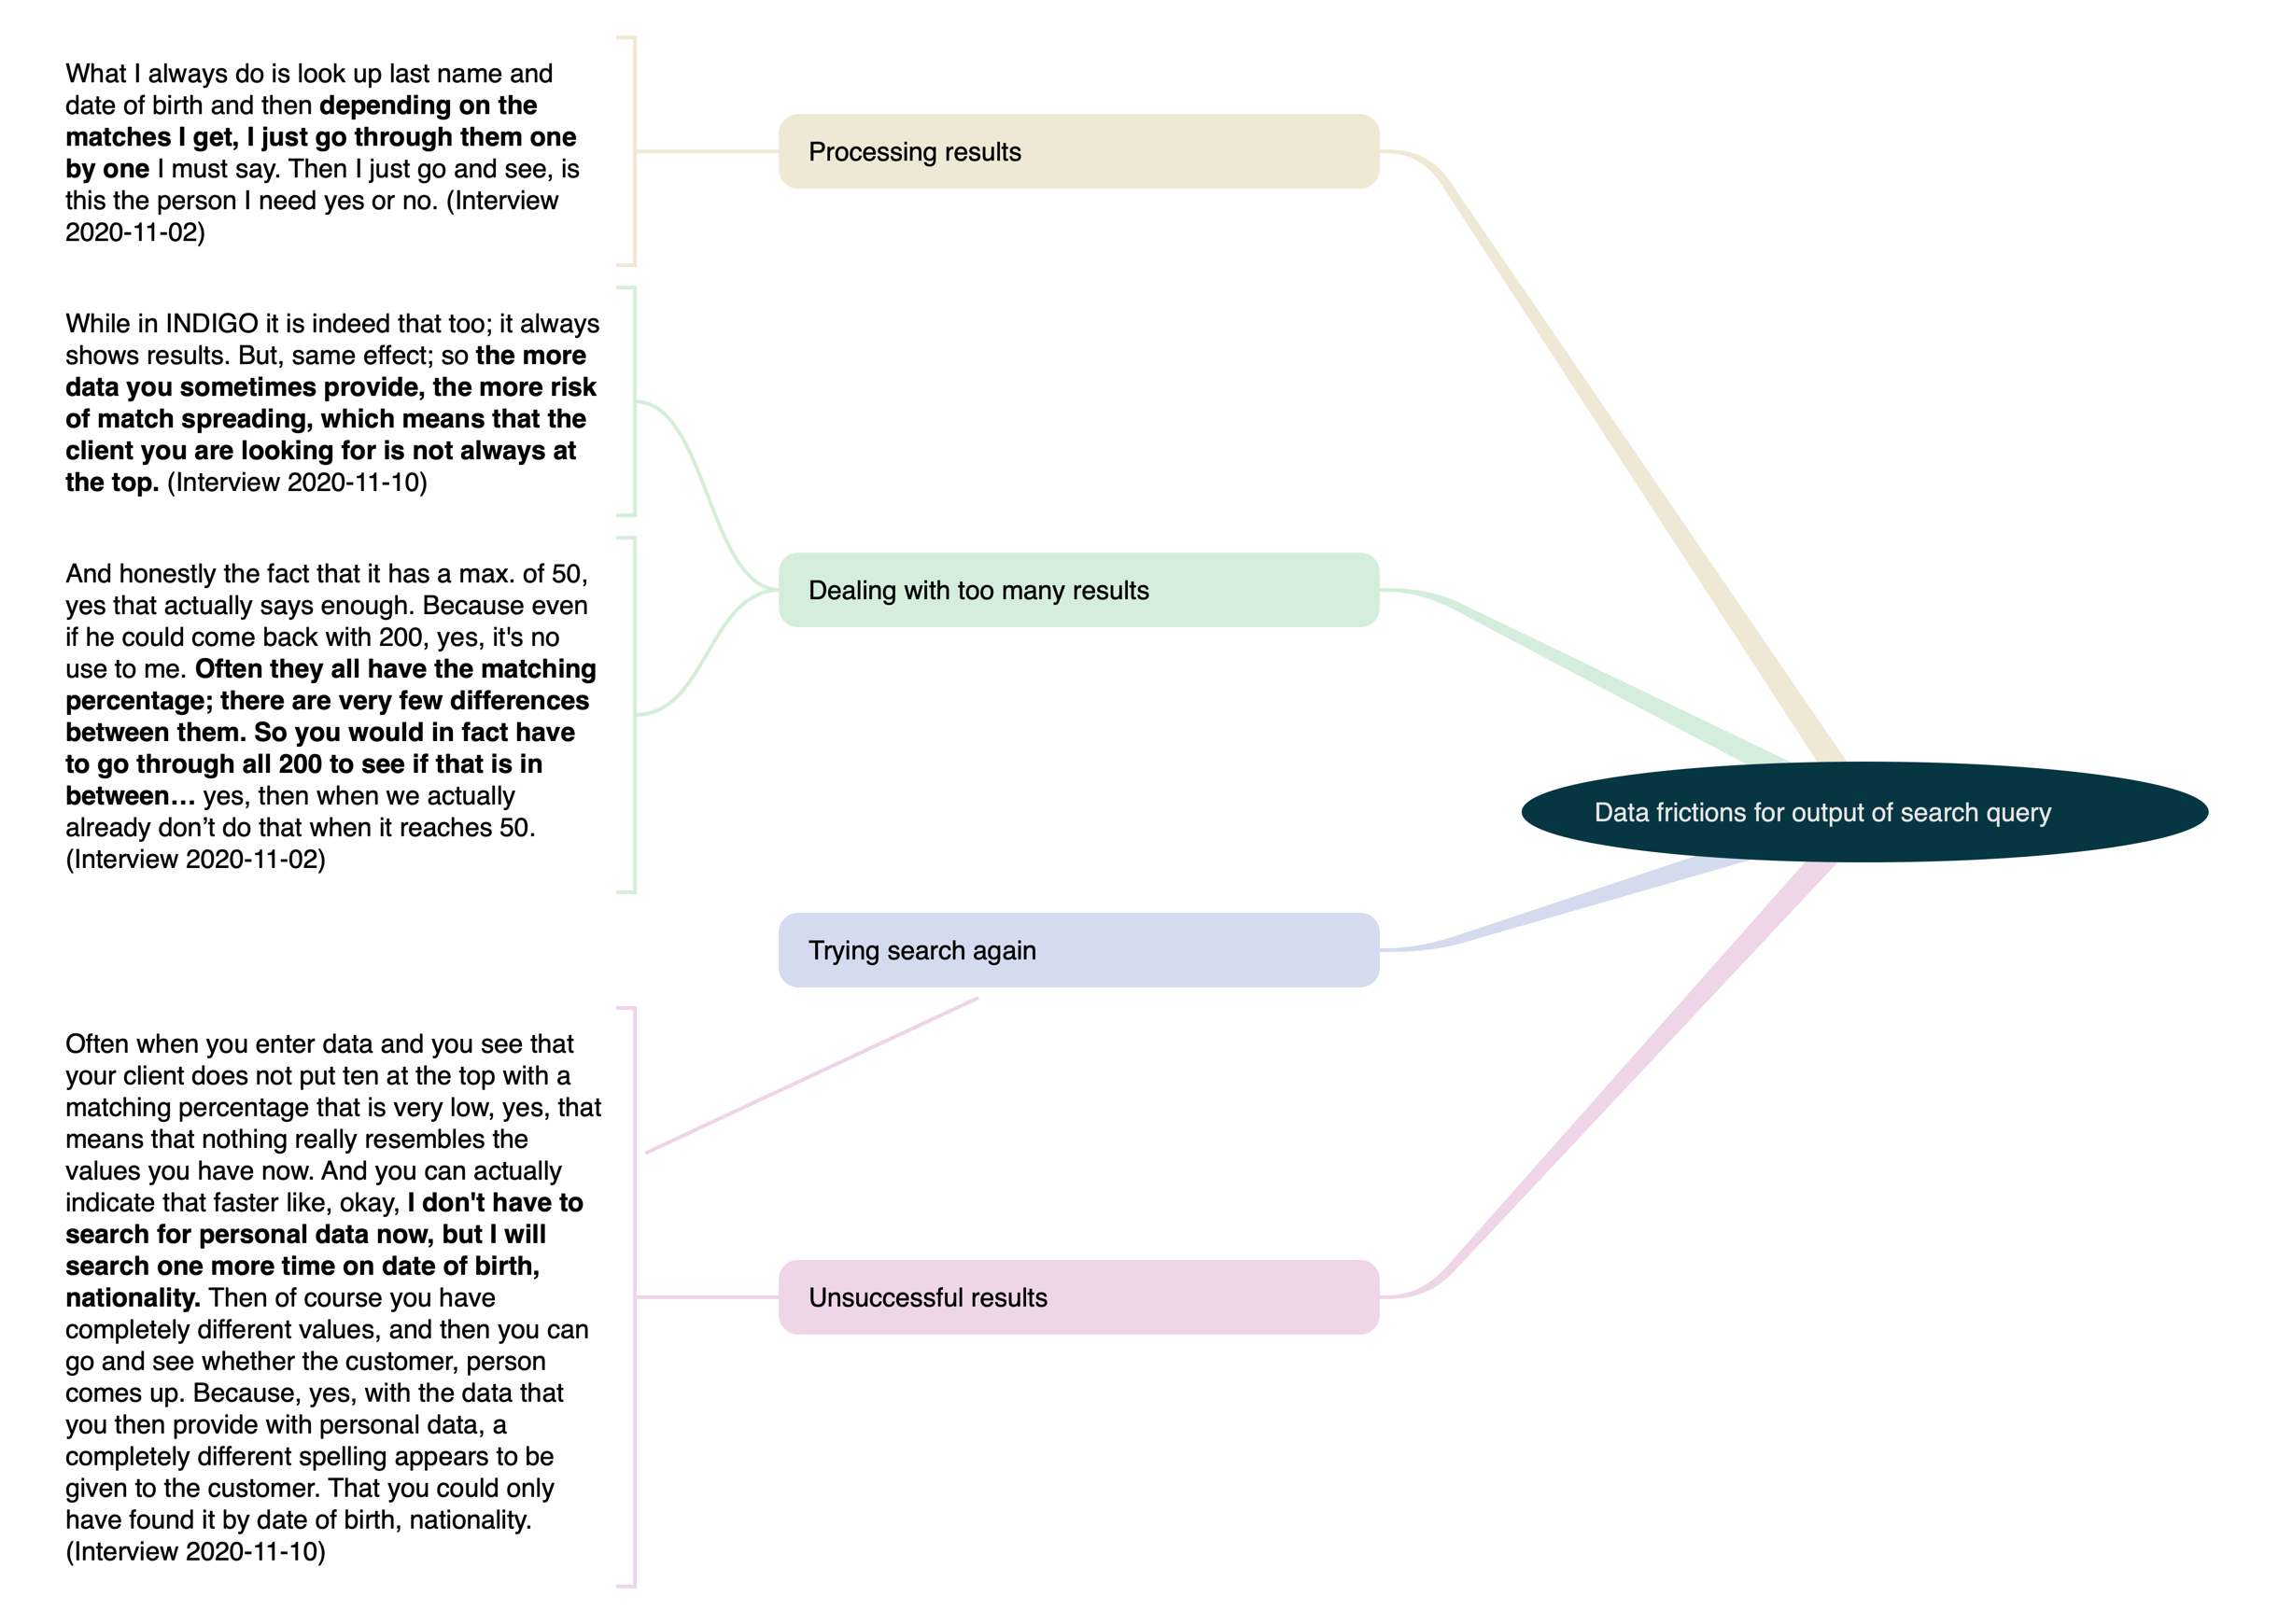 What I always do is look up last name and
date of birth and then depending on the
matches I get, I just go through them one
by one I must say. Then I just go and see, is
this the person I need yes or no. (Interview
2020-11-02)
Processing results
While in INDIGO it is indeed that too; it always
shows results. But, same effect; so the more
data you sometimes provide, the more risk
of match spreading, which means that the
client you are looking for is not always at
the top. (Interview 2020-11-10)
And honestly the fact that it has a max. of 50,
yes that actually says enough. Because even
if he could come back with 200, yes, it's no
use to me. Often they all have the matching
percentage; there are very few differences
between them. So you would in fact have
to go through all 200 to see if that is in
between… yes, then when we actually
already don’t do that when it reaches 50.
(Interview 2020-11-02)
Dealing with too many results
Data frictions for output of search query
Trying search again
Often when you enter data and you see that
your client does not put ten at the top with a
matching percentage that is very low, yes, that
means that nothing really resembles the
values you have now. And you can actually
indicate that faster like, okay, I don't have to
search for personal data now, but I will
search one more time on date of birth,
nationality. Then of course you have
completely different values, and then you can
go and see whether the customer, person
comes up. Because, yes, with the data that
you then provide with personal data, a
completely different spelling appears to be
given to the customer. That you could only
have found it by date of birth, nationality.
(Interview 2020-11-10)
Unsuccessful results